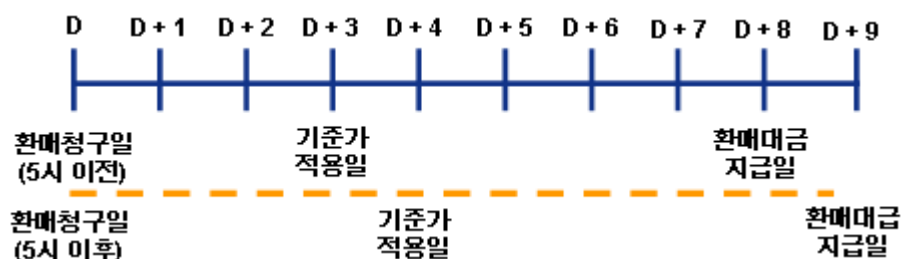 D D + 1 D + 2 D + 3 D + 4 D + 5 D + 6 D + 7 D + 8 D + 9
환매청구일 기준가 환매대금
(5시 이전) 적용일 지급일
환매청구일 기준가 환매대급
(5시 이후) 적용일 지급일